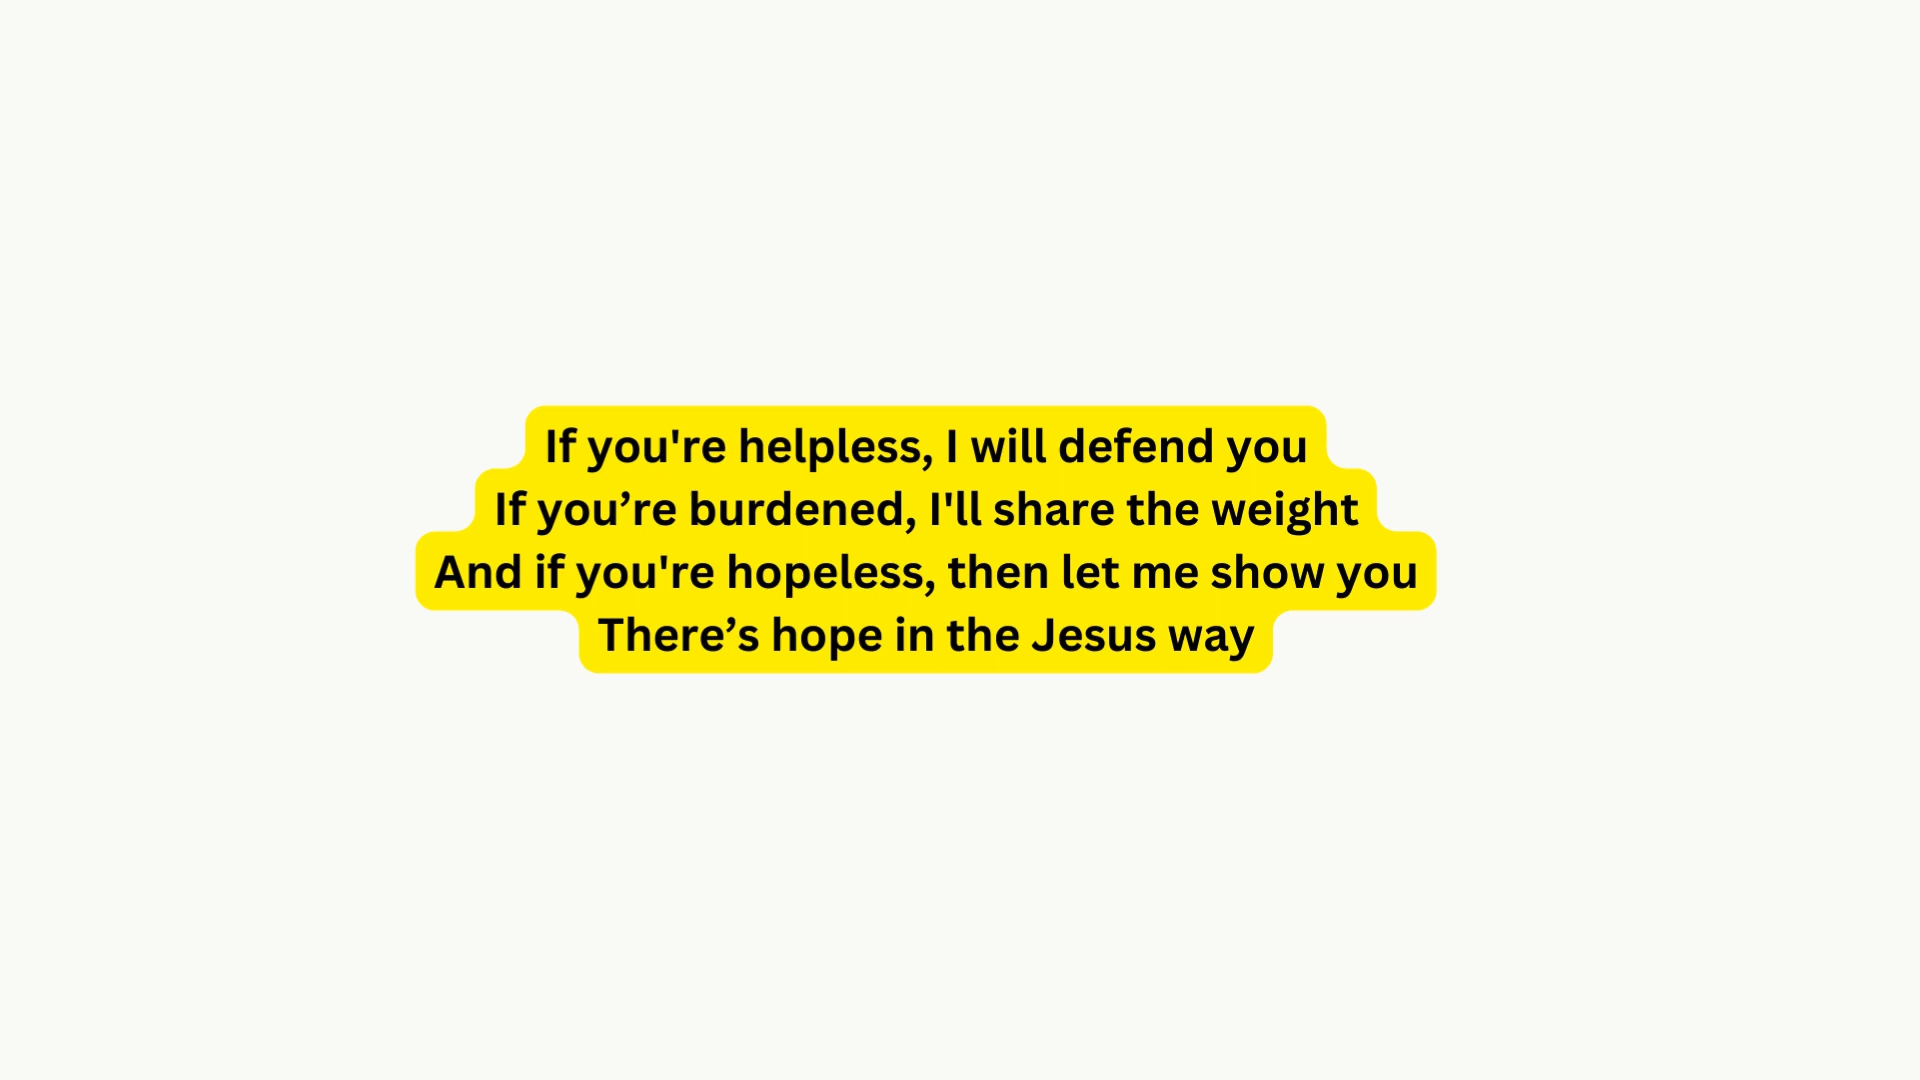 If you're helpless, I will defend you
If you’re burdened, I'll share the weight
And if you're hopeless, then let me show you
There’s hope in the Jesus way